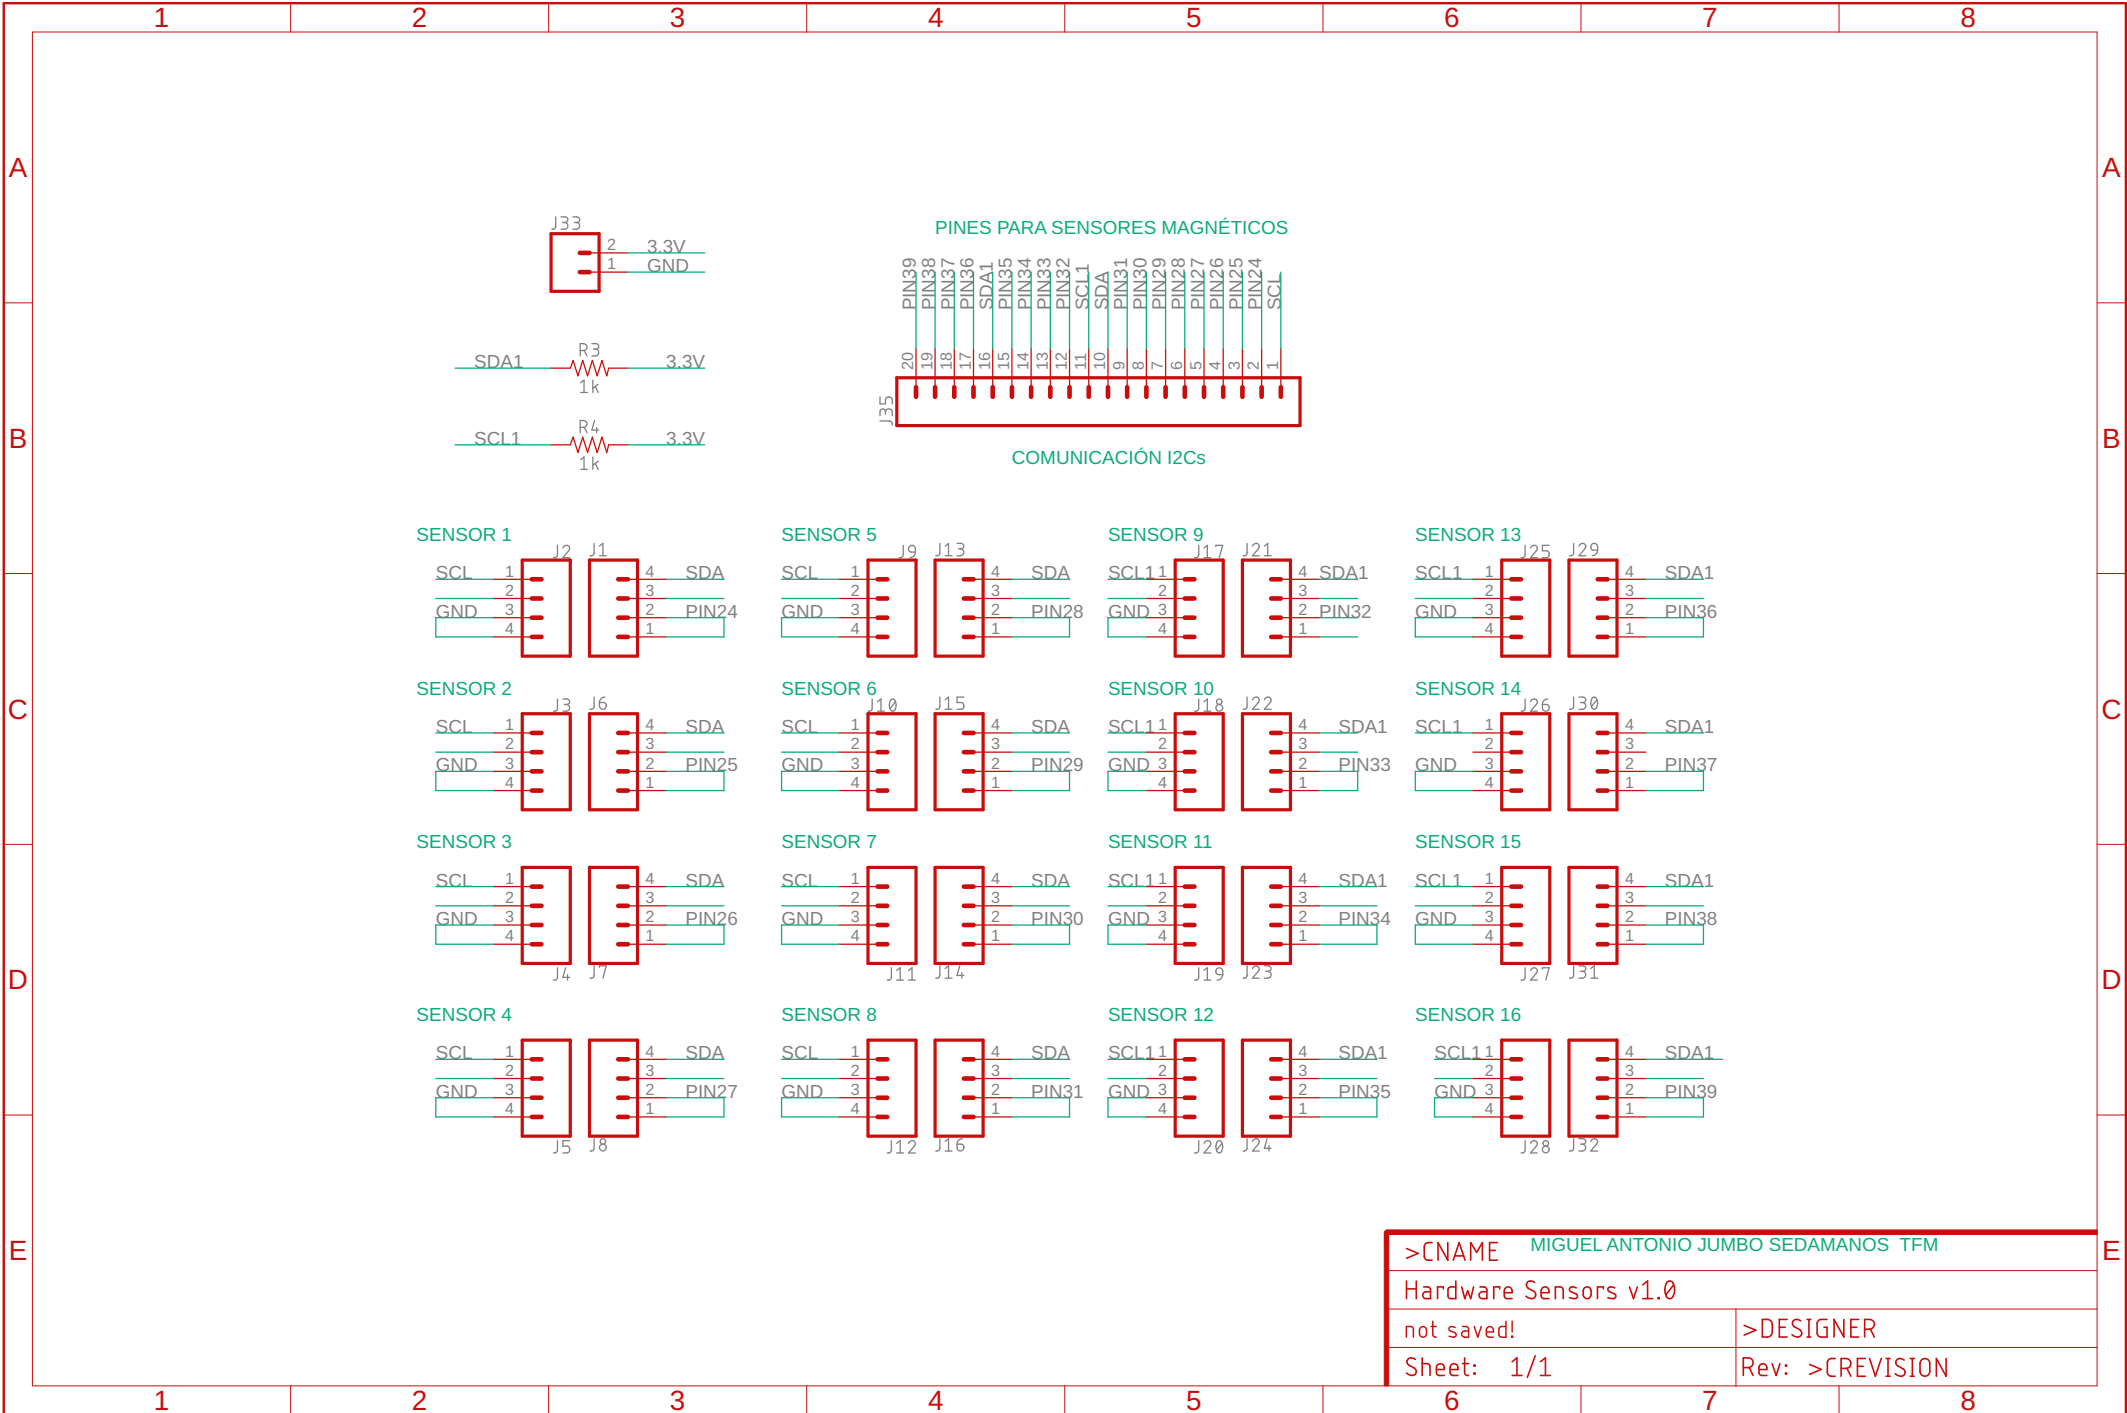 1 2 3 4 5 6 7 8
A A
J33
2 3.3V
1 GND
PINES PARA SENSORES MAGNÉTICOS
PIN39 PIN38 PIN37 PIN36 SDA1 PIN35 PIN34 PIN33 PIN32 SCL1 SDA PIN31 PIN30 PIN29 PIN28 PIN27 PIN26 PIN25 PIN24 SCL
20 19 18 17 16 15 14 13 12 11 10 9 8 7 6 5 4 3 2 1
J35
COMUNICACIÓN I2Cs
SDA1 R3 3.3V
1k
B B
SCL1 R4 3.3V
1k
SENSOR 1 SENSOR 5 SENSOR 9 SENSOR 13
J2 J1 J9 J13 J17 J21 J25 J29
SCL 1 4 SDA SCL 1 4 SDA SCL1 1 4 SDA1 SCL1 1 4 SDA1
2 3 2 3 2 3 2 3
GND 3 2 PIN24 GND 3 2 PIN28 GND 3 2 PIN32 GND 3 2 PIN36
4 1 4 1 4 1 4 1
SENSOR 2 SENSOR 6 SENSOR 10 SENSOR 14
C C
J3 J6 J10 J15 J18 J22 J26 J30
SCL 1 4 SDA SCL 1 4 SDA SCL1 1 4 SDA1 SCL1 1 4 SDA1
2 3 2 3 2 3 2 3
GND 3 2 PIN25 GND 3 2 PIN29 GND 3 2 PIN33 GND 3 2 PIN37
4 1 4 1 4 1 4 1
SENSOR 3 SENSOR 7 SENSOR 11 SENSOR 15
SCL 1 4 SDA SCL 1 4 SDA SCL1 1 4 SDA1 SCL1 1 4 SDA1
2 3 2 3 2 3 2 3
GND 3 2 PIN26 GND 3 2 PIN30 GND 3 2 PIN34 GND 3 2 PIN38
4 1 4 1 4 1 4 1
J4 J7 J11 J14 J19 J23 J27 J31
D D
SENSOR 4 SENSOR 8 SENSOR 12 SENSOR 16
SCL 1 4 SDA SCL 1 4 SDA SCL1 1 4 SDA1 SCL1 1 4 SDA1
2 3 2 3 2 3 2 3
GND 3 2 PIN27 GND 3 2 PIN31 GND 3 2 PIN35 GND 3 2 PIN39
4 1 4 1 4 1 4 1
J5 J8 J12 J16 J20 J24 J28 J32
E E
>CNAME MIGUEL ANTONIO JUMBO SEDAMANOS TFM
Hardware Sensors v1.0
not saved! >DESIGNER
Sheet: 1/1 Rev: >CREVISION
1 2 3 4 5 6 7 8